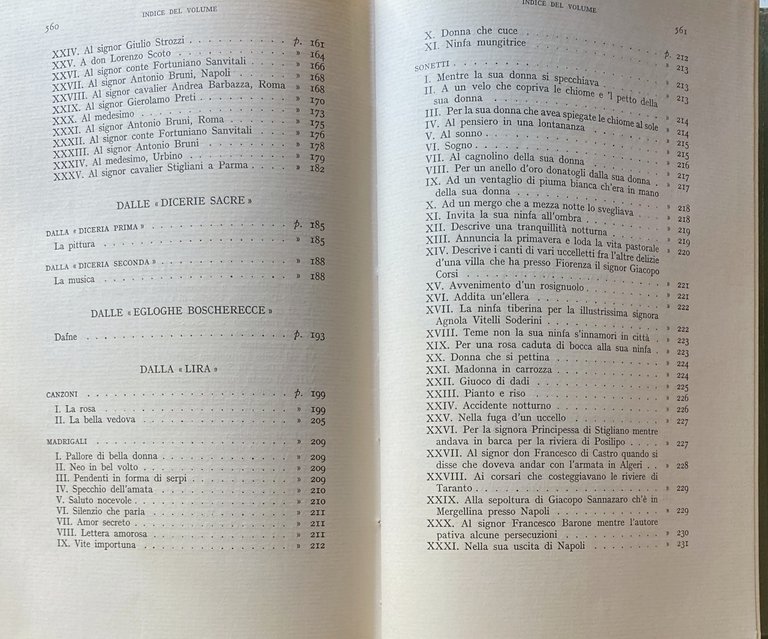 560
INDICE DEL VOLUME
XXIV. Al signor Giulio Strozzi . . . p. 161
XXV. A don Lorenzo Scoto . . . » 164
XXVI. Al signor conte Fortuniano Sanvitali . . . » 166
XXVII. Al signor Antonio Bruni, Napoli . . . » 168
XXVIII. Al signor cavalier Andrea Barbazza, Roma » 168
XXIX. Al signor Gierolamo Preti . . . » 170
XXX. Al medesimo . . . » 173
XXXI. Al signor Antonio Bruni, Roma . . . » 175
XXXII. Al signor conte Fortuniano Sanvitali . . . » 176
XXXIII. Al signor Antonio Bruni . . . » 178
XXXIV. Al medesimo, Urbino . . . » 179
XXXV. Al signor cavalier Stigliani a Parma . . . » 182
DALLE « DICERIE SACRE »
DALLA « DICERIA PRIMA » . . . p. 185
La pittura . . . » 185
DALLA « DICERIA SECONDA » . . . » 188
La musica . . . » 188
DALLE « EGLOGHE BOSCHERECCE »
Dafne . . . p. 193
DALLA « LIRA »
CANZONI . . . p. 199
I. La rosa . . . » 199
II. La bella vedova . . . » 205
MADRIGALI . . . » 209
I. Pallore di bella donna . . . » 209
II. Neo in bel volto . . . » 209
III. Pendenti in forma di serpi . . . » 209
IV. Specchio dell'amata . . . » 210
V. Saluto nocevole . . . » 210
VI. Silenzio che parla . . . » 211
VII. Amor secreto . . . » 211
VIII. Lettera amorosa . . . » 211
IX. Vite importuna . . . » 212
INDICE DEL VOLUME
561
X. Donna che cuce . . . p. 212
XI. Ninfa mungitrice . . . » 213
SONETTI . . . » 213
I. Mentre la sua donna si specchiava . . . » 213
II. A un velo che copriva le chiome e 'l petto della
sua donna . . . » 214
III. Per la sua donna che avea spiegate le chiome al sole » 214
IV. Al pensiero in una lontananza . . . » 215
V. Al sonno . . . » 215
VI. Sogno . . . » 215
VII. Al cagnolino della sua donna . . . » 216
VIII. Per un anello d'oro donatogli dalla sua donna . » 217
IX. Ad un ventaglio di piuma bianca ch'era in mano
della sua donna . . . » 217
X. Ad un mergo che a mezza notte lo svegliava . . . » 218
XI. Invita la sua ninfa all'ombra . . . » 218
XII. Descrive una tranquillità notturna . . . » 219
XIII. Annuncia la primavera e loda la vita pastorale » 219
XIV. Descrive i canti di vari uccelletti fra l'altre delizie » 220
d'una villa che ha presso Fiorenza il signor Giacopo
Corsi . . . » 221
XV. Avvenimento d'un rosignuolo . . . » 221
XVI. Addita un'ellera . . . » 222
XVII. La ninfa tiberina per la illustrissima signora
Agnola Vitelli Soderini . . . » 222
XVIII. Teme non la sua ninfa s'innamori in città . » 223
XIX. Per una rosa caduta di bocca alla sua ninfa . » 223
XX. Donna che si pettina . . . » 224
XXI. Madonna in carrozza . . . » 224
XXII. Giuoco di dadi . . . » 225
XXIII. Pianto e riso . . . » 226
XXIV. Accidente notturno . . . » 226
XXV. Nella fuga d'un uccello . . . » 227
XXVI. Per la signora Principessa di Stigliano mentre
andava in barca per la riviera di Posilipo . . » 227
XXVII. Al signor don Francesco di Castro quando si
disse che doveva andar con l'armata in Algeri . . » 228
XXVIII. Ai corsari che costeggiavano le riviere di
Taranto . . . » 229
XXIX. Alla sepoltura di Giacopo Sannazaro ch'è in
Mergellina presso Napoli . . . » 229
XXX. Al signor Francesco Barone mentre l'autore
pativa alcune persecuzioni . . . » 230
XXXI. Nella sua uscita di Napoli . . . » 231